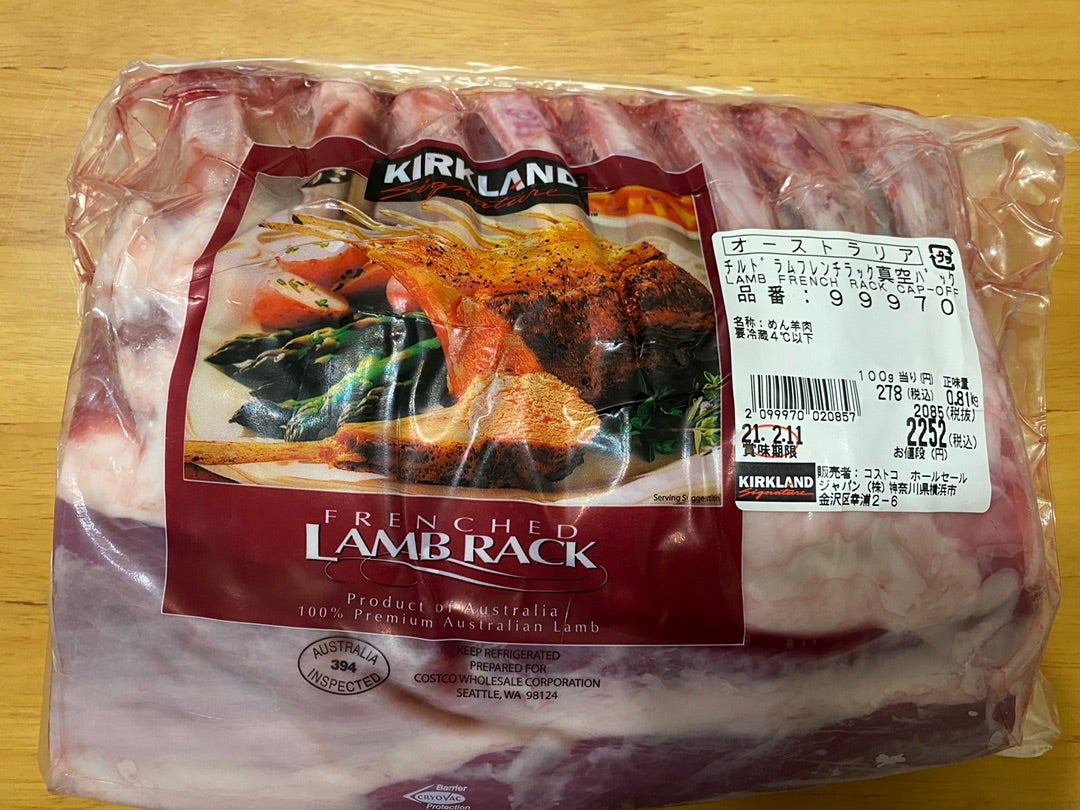 KIRKLAND
Signature
オーストラリア
プラ
チルド ラムフレンチラック真空パック
LAMB FRENCH RACK CAP-OFF
品番:99970
名称:めん羊肉
要冷蔵4℃以下
100g当り(円) 正味量
278(税込) 0.81kg
2085(税抜)
2 099970 020857
21. 2.11
2252(税込)
賞味期限
お値段(円)
KIRKLAND
Signature
販売者:コストコ ホールセール
ジャパン(株)神奈川県横浜市
金沢区幸浦2-6
Serving Suggestion
FRENCHED
LAMB RACK
Product of Australia
100% Premium Australian Lamb
AUSTRALIA
394
INSPECTED
KEEP REFRIGERATED
PREPARED FOR
COSTCO WHOLESALE CORPORATION
SEATTLE, WA 98124
Barrier
CRYOVAC
Protection